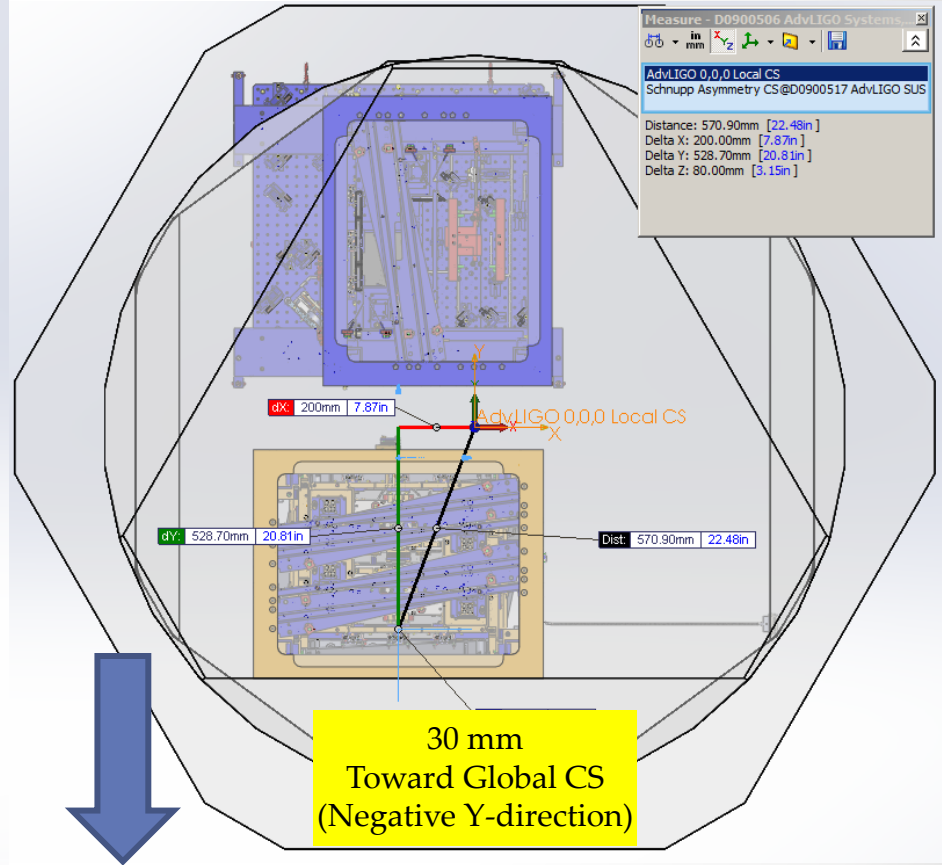 Measure - D0900506 AdvLIGO Systems,...
in
mm
X Y Z
AdvLIGO 0,0,0 Local CS
Schnupp Asymmetry CS@D0900517 AdvLIGO SUS
Distance: 570.90mm [22.48in ]
Delta X: 200.00mm [7.87in ]
Delta Y: 528.70mm [20.81in ]
Delta Z: 80.00mm [3.15in ]
Y
dX: 200mm 7.87in
AdvLIGO 0,0,0 Local CS
X
X
dY: 528.70mm 20.81in
Dist: 570.90mm 22.48in
30 mm
Toward Global CS
(Negative Y-direction)